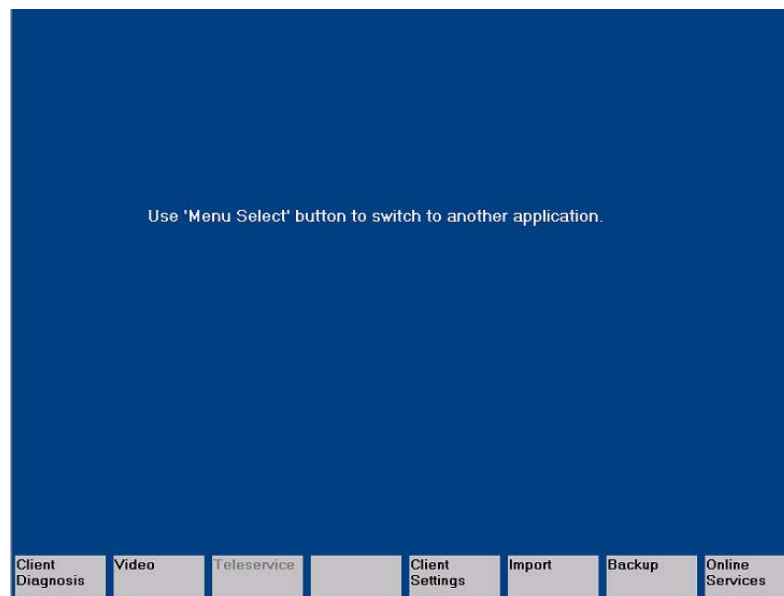 Use 'Menu Select' button to switch to another application.
Client
Diagnosis
Video
Teleservice
Client
Settings
Import
Backup
Online
Services